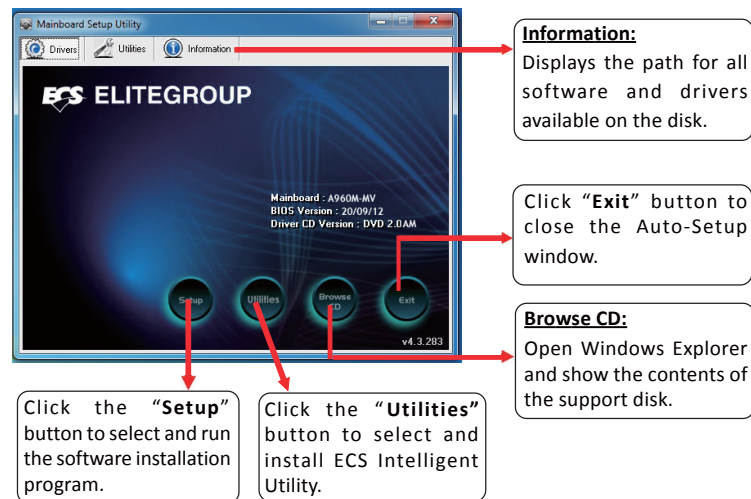 Mainboard Setup Utility
Drivers Utilities Information
ECS ELITEGROUP
Mainboard : A960M-MV
BIOS Version : 20/09/12
Driver CD Version : DVD 2.0AM
Setup
Utilities
Browse
CD
Exit
v4.3.283
Information:
Displays the path for all
software and drivers
available on the disk.
Click “Exit” button to
close the Auto-Setup
window.
Browse CD:
Open Windows Explorer
and show the contents of
the support disk.
Click the “Setup”
button to select and run
the software installation
program.
Click the “Utilities”
button to select and
install ECS Intelligent
Utility.